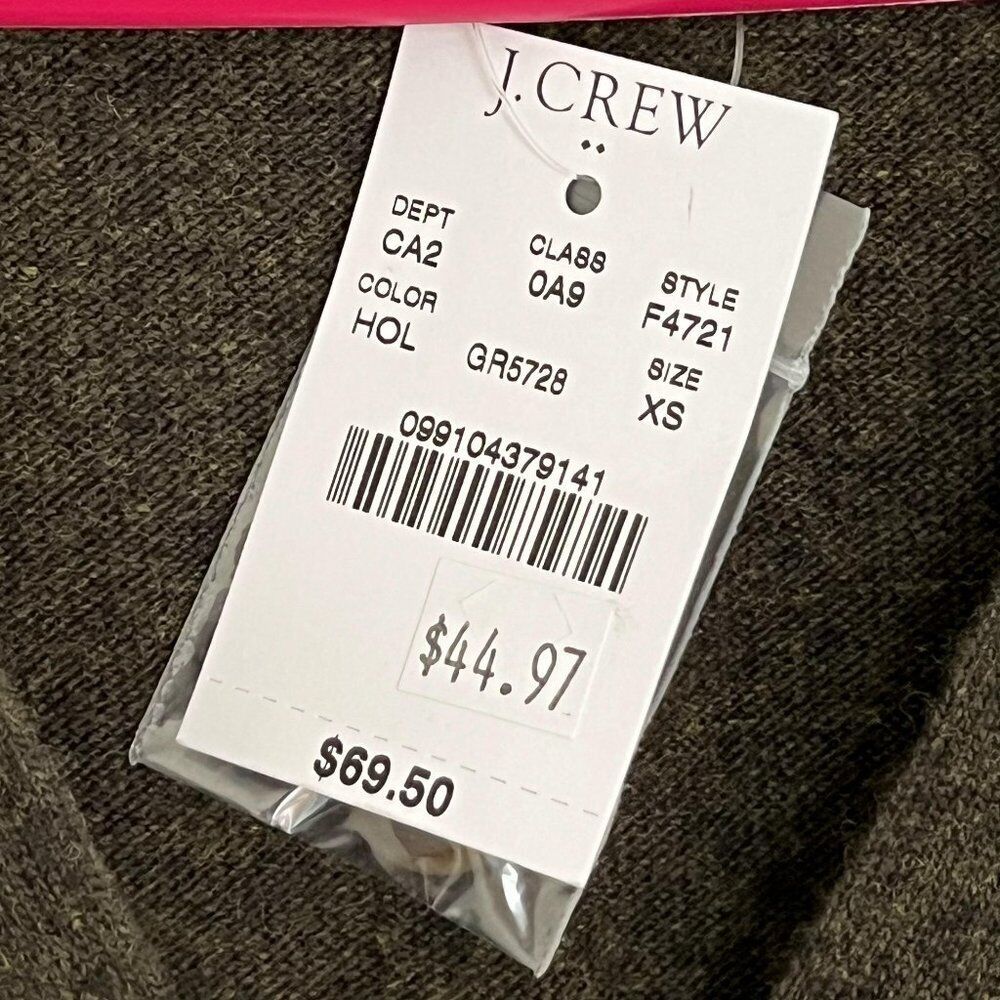 J.CREW
DEPT CLASS STYLE
CA2 0A9 F4721
COLOR SIZE
HOL GR5728 XS
099104379141
$44.97
$69.50